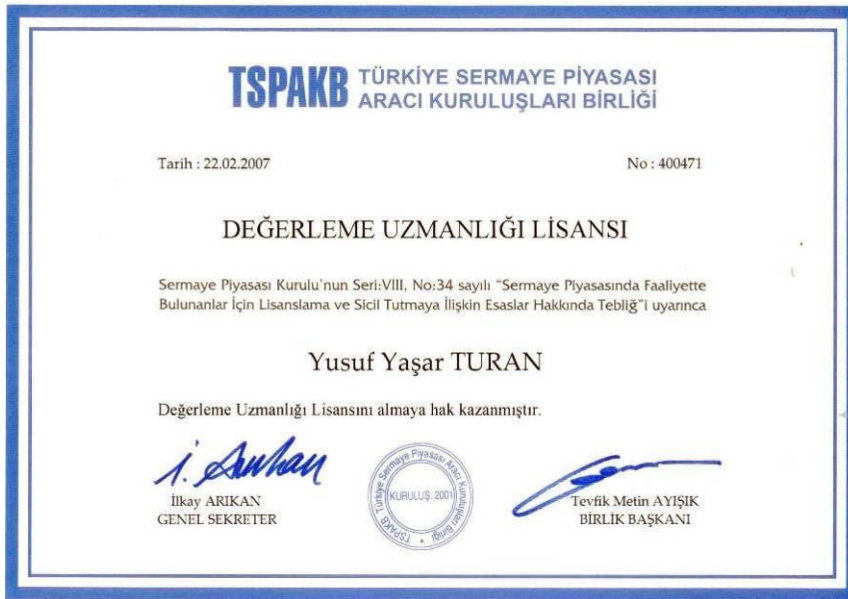 TSPAKB TÜRKİYE SERMAYE PİYASASI
ARACI KURULUŞLARI BİRLİĞİ
Tarih : 22.02.2007 No : 400471
DEĞERLEME UZMANLIĞI LİSANSI
Sermaye Piyasası Kurulu'nun Seri:VIII, No:34 sayılı "Sermaye Piyasasında Faaliyette
Bulunanlar İçin Lisanslama ve Sicil Tutmaya İlişkin Esaslar Hakkında Tebliğ"i uyarınca
Yusuf Yaşar TURAN
Değerleme Uzmanlığı Lisansını almaya hak kazanmıştır.
İ. Arıkan
TSPAKB Türkiye Sermaye Piyasası Aracı Kuruluşları Birliği
KURULUŞ: 2001
İlkay ARIKAN
GENEL SEKRETER
Tevfik Metin AYIŞIK
BİRLİK BAŞKANI